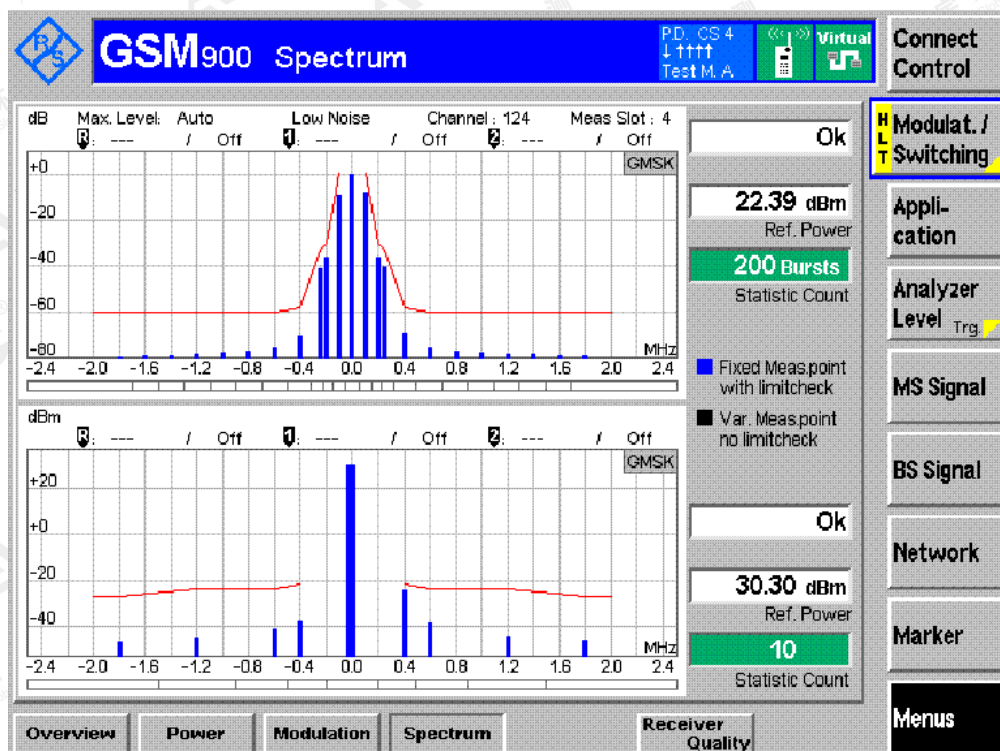 R/S
GSM900 Spectrum
P.D. CS 4
↓↑↑↑↑
Test M. A
Virtual
Connect Control
dB Max. Level: Auto Low Noise Channel : 124 Meas Slot : 4
R: --- / Off 1: --- / Off 2: --- / Off
GMSK
+0
-20
-40
-60
-80
MHz
-2.4 -2.0 -1.6 -1.2 -0.8 -0.4 0.0 0.4 0.8 1.2 1.6 2.0 2.4
Ok
22.39 dBm
Ref. Power
200 Bursts
Statistic Count
Fixed Meas.point
with limitcheck
Var. Meas.point
no limitcheck
dBm
R: --- / Off 1: --- / Off 2: --- / Off
GMSK
+20
+0
-20
-40
MHz
-2.4 -2.0 -1.6 -1.2 -0.8 -0.4 0.0 0.4 0.8 1.2 1.6 2.0 2.4
Ok
30.30 dBm
Ref. Power
10
Statistic Count
HLT
Modulat. /
Switching
Appli-
cation
Analyzer
Level Trg.
MS Signal
BS Signal
Network
Marker
Menus
Overview Power Modulation Spectrum Receiver
Quality